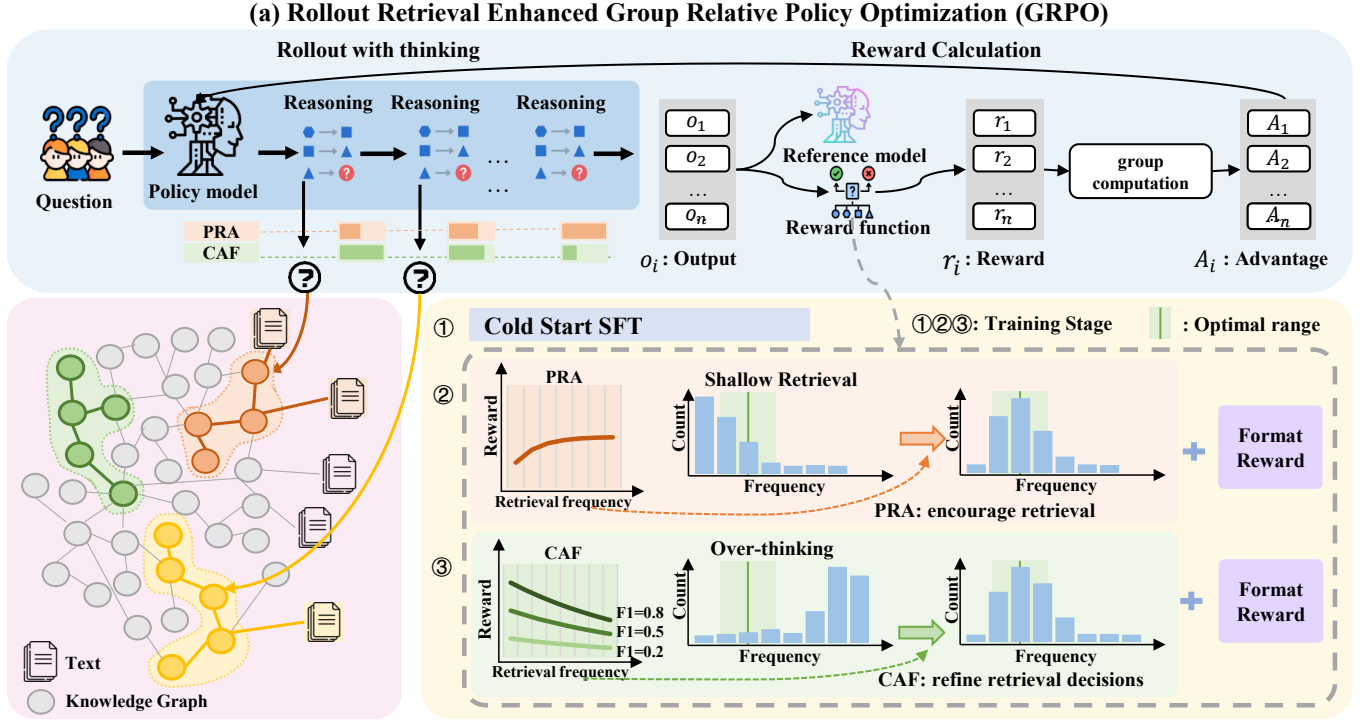 (a) Rollout Retrieval Enhanced Group Relative Policy Optimization (GRPO)
Rollout with thinking
Reward Calculation
Question
Policy model
Reasoning
Reasoning
Reasoning
?
?
?
...
...
PRA
CAF
?
?
o1
o2
...
on
oi : Output
Reference model
?
Reward function
r1
r2
...
rn
ri : Reward
group
computation
A1
A2
...
An
Ai : Advantage
Text
Knowledge Graph
① Cold Start SFT
①②③: Training Stage
: Optimal range
②
PRA
Reward
Retrieval frequency
Shallow Retrieval
Count
Frequency
Count
Frequency
PRA: encourage retrieval
+
Format
Reward
③
CAF
Reward
F1=0.8
F1=0.5
F1=0.2
Retrieval frequency
Over-thinking
Count
Frequency
Count
Frequency
CAF: refine retrieval decisions
+
Format
Reward